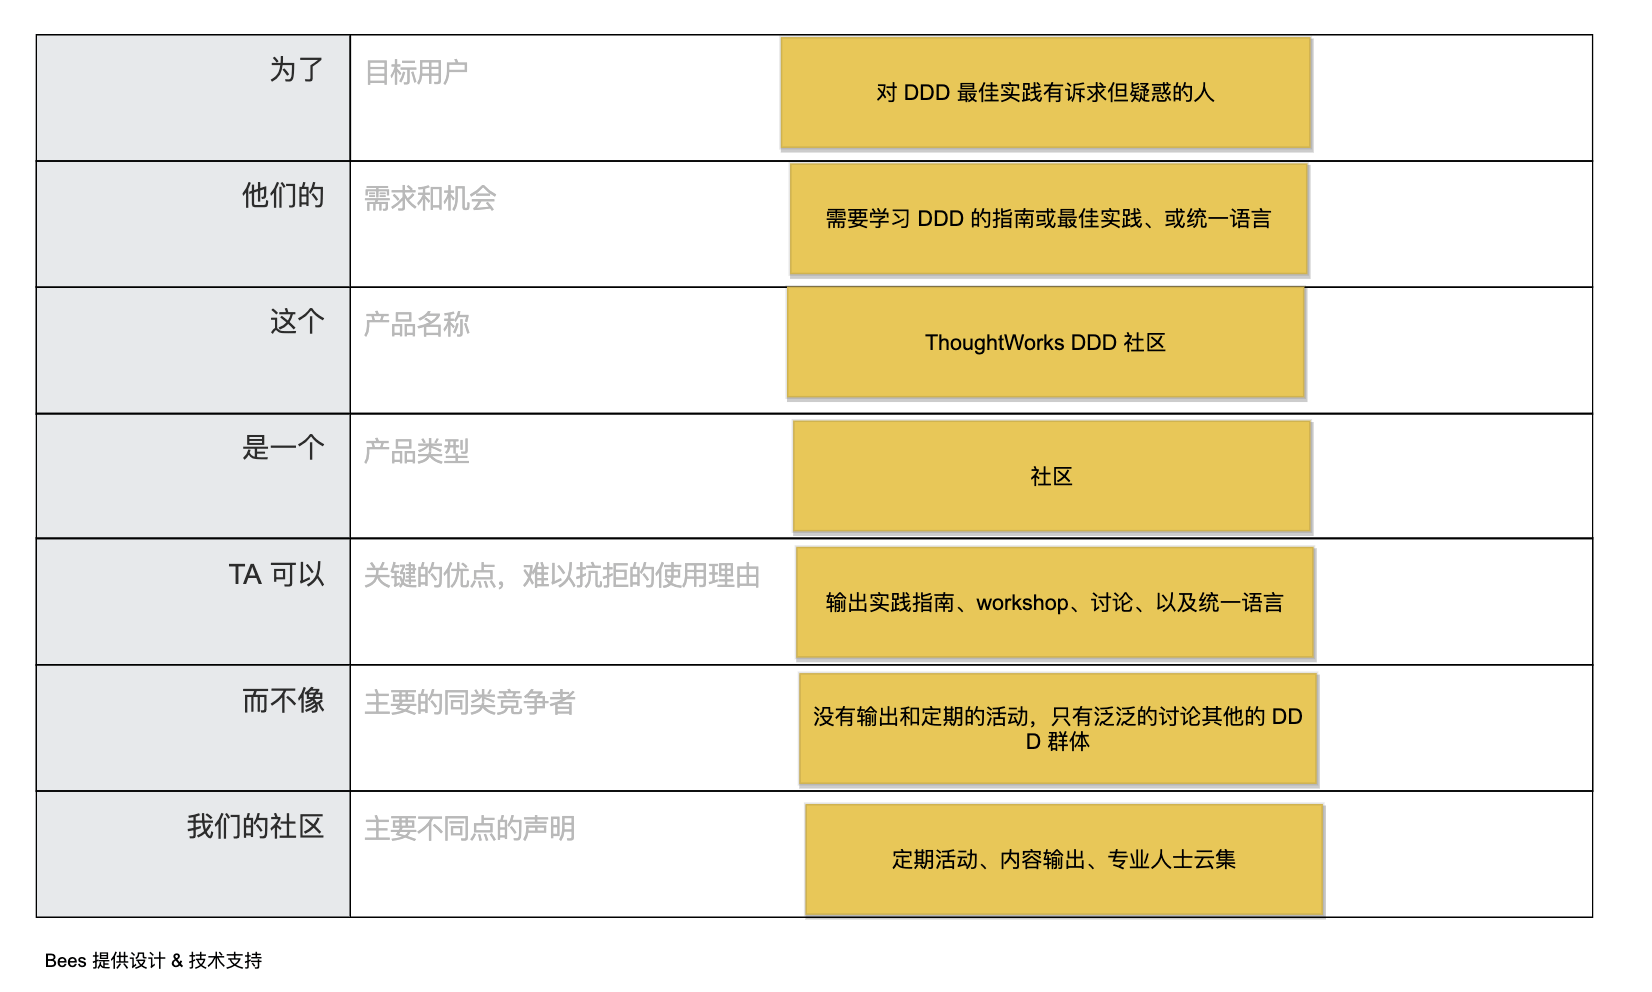 为了
目标用户
对 DDD 最佳实践有诉求但疑惑的人
他们的
需求和机会
需要学习 DDD 的指南或最佳实践、或统一语言
这个
产品名称
ThoughtWorks DDD 社区
是一个
产品类型
社区
TA 可以
关键的优点，难以抗拒的使用理由
输出实践指南、workshop、讨论、以及统一语言
而不像
主要的同类竞争者
没有输出和定期的活动，只有泛泛的讨论其他的 DD
D 群体
我们的社区
主要不同点的声明
定期活动、内容输出、专业人士云集
Bees 提供设计 & 技术支持